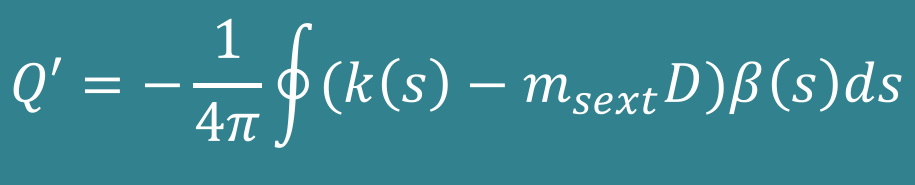 Q′ = − 1/4π ∮(k(s) − m_sext D)β(s)ds